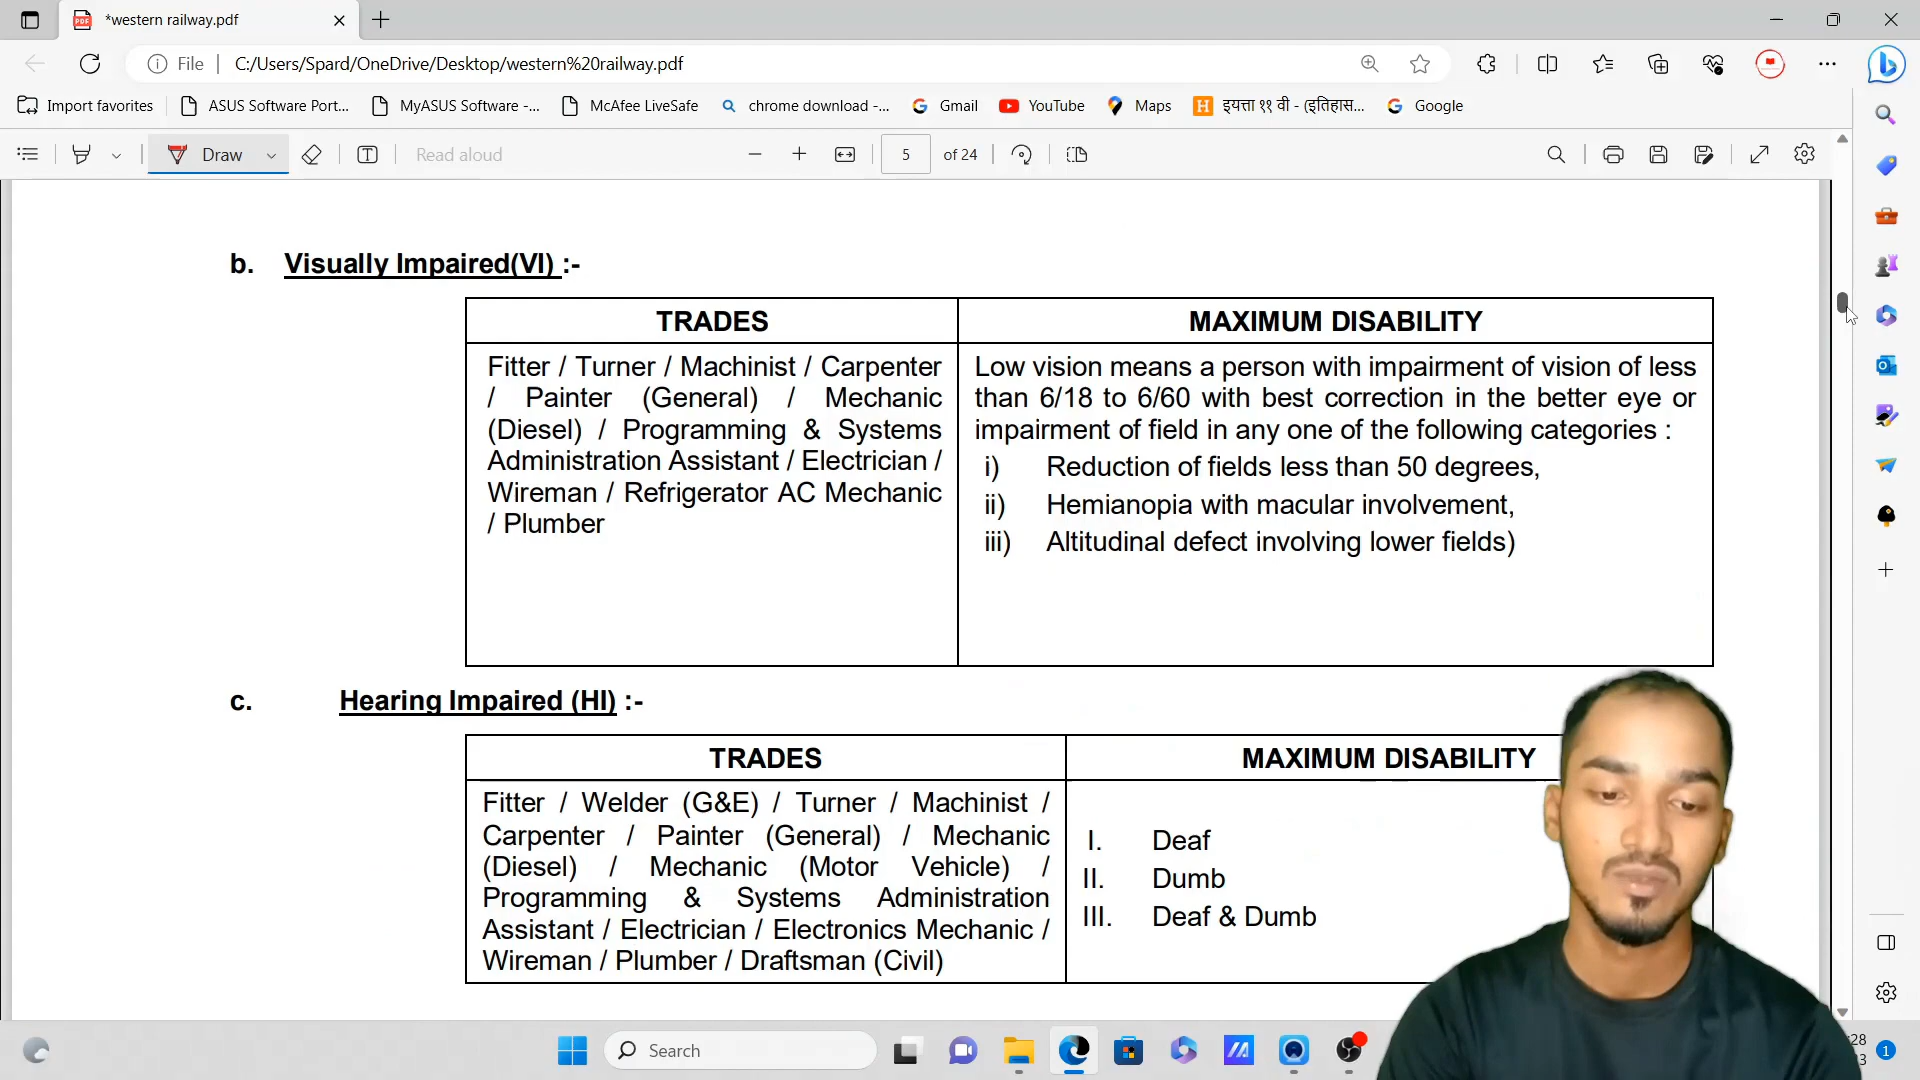 *western railway.pdf
File
C:/Users/Spard/OneDrive/Desktop/western%20railway.pdf
Import favorites
ASUS Software Port...
MyASUS Software -...
McAfee LiveSafe
chrome download -...
Gmail
YouTube
Maps
इयत्ता ११ वी - (इतिहास...
Google
Draw
Read aloud
5
of 24
b. Visually Impaired(VI) :-
TRADES
MAXIMUM DISABILITY
Fitter / Turner / Machinist / Carpenter
/ Painter (General) / Mechanic
(Diesel) / Programming & Systems
Administration Assistant / Electrician /
Wireman / Refrigerator AC Mechanic
/ Plumber
Low vision means a person with impairment of vision of less
than 6/18 to 6/60 with best correction in the better eye or
impairment of field in any one of the following categories :
i) Reduction of fields less than 50 degrees,
ii) Hemianopia with macular involvement,
iii) Altitudinal defect involving lower fields)
c. Hearing Impaired (HI) :-
TRADES
MAXIMUM DISABILITY
Fitter / Welder (G&E) / Turner / Machinist /
Carpenter / Painter (General) / Mechanic
(Diesel) / Mechanic (Motor Vehicle) /
Programming & Systems Administration
Assistant / Electrician / Electronics Mechanic /
Wireman / Plumber / Draftsman (Civil)
I. Deaf
II. Dumb
III. Deaf & Dumb
Search
:28
1